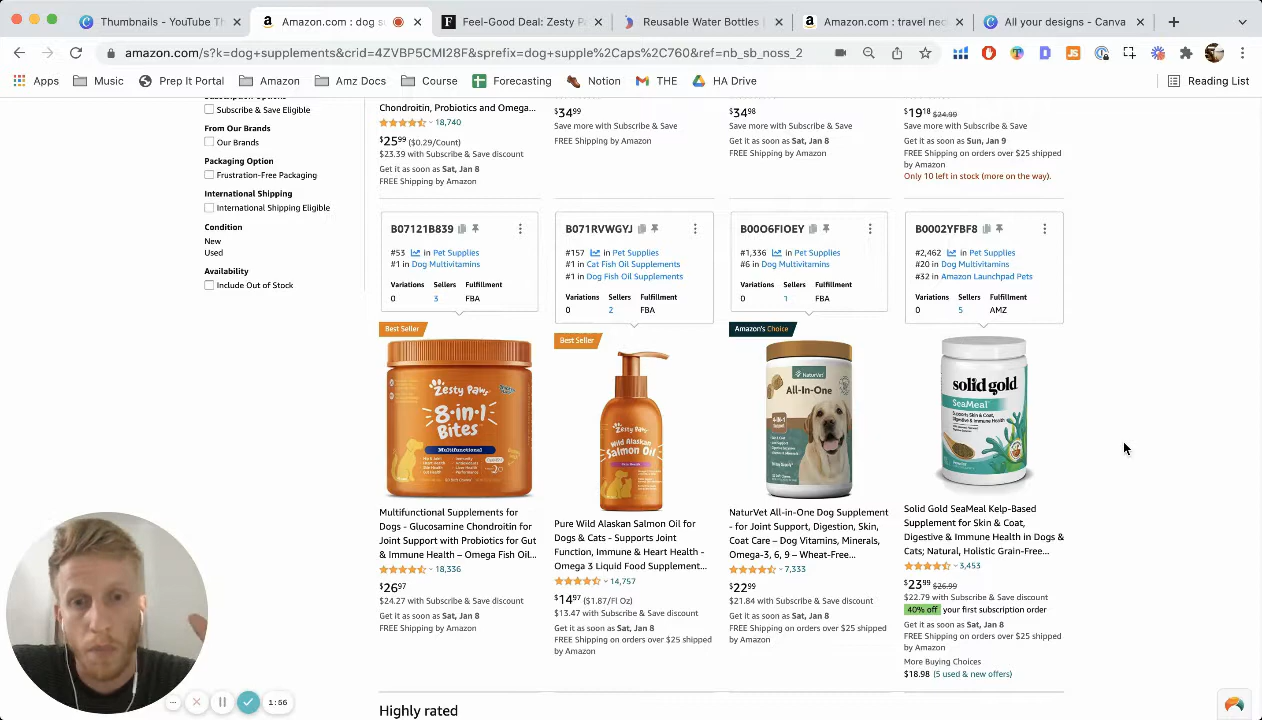 Thumbnails - YouTube Th
Amazon.com : dog s
Feel-Good Deal: Zesty P
Reusable Water Bottles |
Amazon.com : travel nec
All your designs - Canva
amazon.com/s?k=dog+supplements&crid=4ZVBP5CMI28F&sprefix=dog+supple%2Caps%2C760&ref=nb_sb_noss_2
Apps
Music
Prep It Portal
Amazon
Amz Docs
Course
Forecasting
Notion
THE
HA Drive
Reading List
Subscribe & Save Eligible
From Our Brands
Our Brands
Packaging Option
Frustration-Free Packaging
International Shipping
International Shipping Eligible
Condition
New
Used
Availability
Include Out of Stock
Chondroitin, Probiotics and Omega...
18,740
$25.99 ($0.29/Count)
$23.39 with Subscribe & Save discount
Get it as soon as Sat, Jan 8
FREE Shipping by Amazon
$34.99
Save more with Subscribe & Save
FREE Shipping by Amazon
$34.98
Save more with Subscribe & Save
Get it as soon as Sat, Jan 8
FREE Shipping by Amazon
$19.18 $24.99
Save more with Subscribe & Save
Get it as soon as Sun, Jan 9
FREE Shipping on orders over $25 shipped
by Amazon
Only 10 left in stock (more on the way).
B07121B839
#53 in Pet Supplies
#1 in Dog Multivitamins
Variations Sellers Fulfillment
0 3 FBA
Best Seller
Zesty Paws
8-in-1
Bites
Multifunctional
Multifunctional Supplements for
Dogs - Glucosamine Chondroitin for
Joint Support with Probiotics for Gut
& Immune Health – Omega Fish Oil...
18,336
$26.97
$24.27 with Subscribe & Save discount
Get it as soon as Sat, Jan 8
FREE Shipping by Amazon
B071RVWGYJ
#157 in Pet Supplies
#1 in Cat Fish Oil Supplements
#1 in Dog Fish Oil Supplements
Variations Sellers Fulfillment
0 2 FBA
Best Seller
Zesty Paws
Wild Alaskan
Salmon Oil
Pure Wild Alaskan Salmon Oil for
Dogs & Cats - Supports Joint
Function, Immune & Heart Health -
Omega 3 Liquid Food Supplement...
14,757
$14.97 ($1.87/Fl Oz)
$13.47 with Subscribe & Save discount
Get it as soon as Sat, Jan 8
FREE Shipping on orders over $25 shipped
by Amazon
B00O6FIOEY
#1,336 in Pet Supplies
#6 in Dog Multivitamins
Variations Sellers Fulfillment
0 1 FBA
Amazon's Choice
NaturVet
All-In-One
4-IN-1
NaturVet All-in-One Dog Supplement
- for Joint Support, Digestion, Skin,
Coat Care – Dog Vitamins, Minerals,
Omega-3, 6, 9 – Wheat-Free...
7,333
$22.99
$21.84 with Subscribe & Save discount
Get it as soon as Sat, Jan 8
FREE Shipping on orders over $25 shipped
by Amazon
B0002YFBF8
#2,462 in Pet Supplies
#20 in Dog Multivitamins
#32 in Amazon Launchpad Pets
Variations Sellers Fulfillment
0 5 AMZ
solid gold
SeaMeal
Supports Skin & Coat,
Digestive & Immune Health
Solid Gold SeaMeal Kelp-Based
Supplement for Skin & Coat,
Digestive & Immune Health in Dogs &
Cats; Natural, Holistic Grain-Free...
3,453
$23.99 $26.99
$22.79 with Subscribe & Save discount
40% off your first subscription order
Get it as soon as Sat, Jan 8
FREE Shipping on orders over $25 shipped
by Amazon
More Buying Choices
$18.98 (5 used & new offers)
Highly rated
1:56